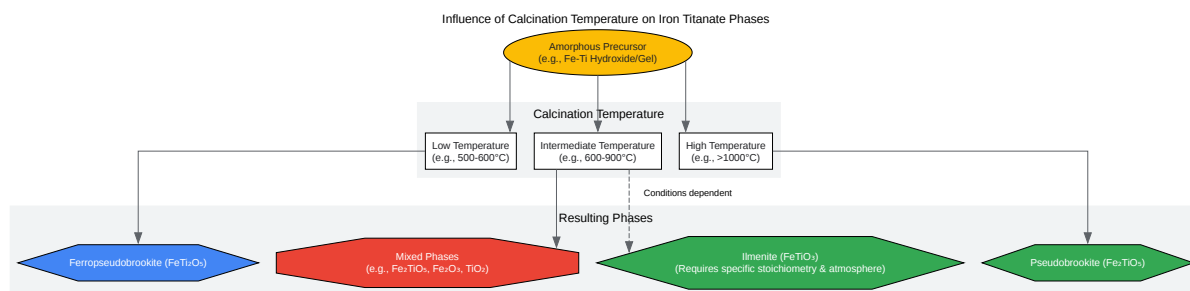 Influence of Calcination Temperature on Iron Titanate Phases
Amorphous Precursor
(e.g., Fe-Ti Hydroxide/Gel)
Calcination Temperature
Low Temperature
(e.g., 500-600°C)
Intermediate Temperature
(e.g., 600-900°C)
High Temperature
(e.g., >1000°C)
Conditions dependent
Resulting Phases
Ferropseudobrookite (FeTi₂O₅)
Mixed Phases
(e.g., Fe₂TiO₅, Fe₂O₃, TiO₂)
Ilmenite (FeTiO₃)
(Requires specific stoichiometry & atmosphere)
Pseudobrookite (Fe₂TiO₅)